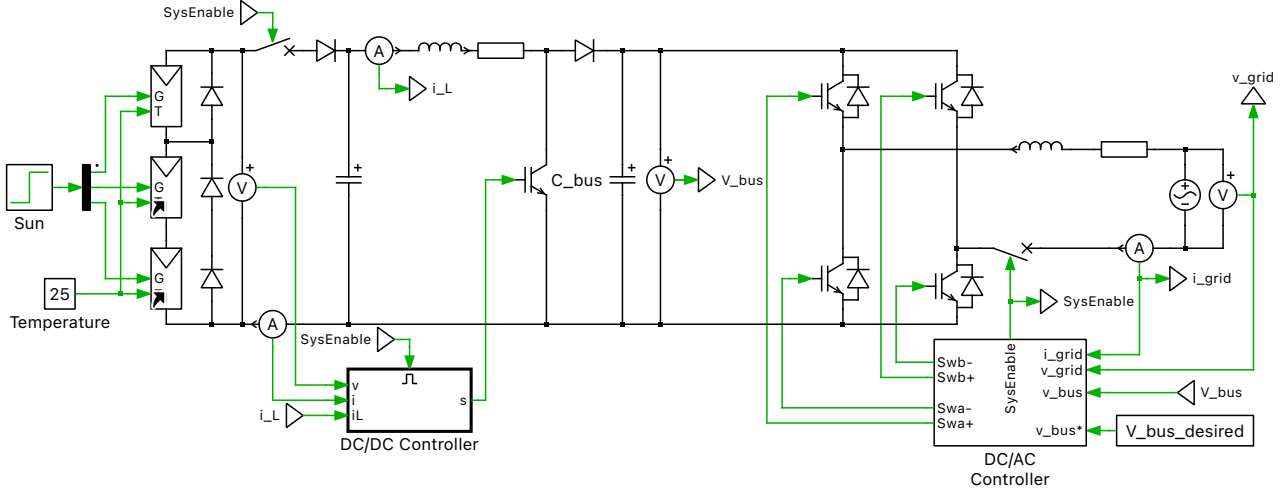 SysEnable
A
i_L
v_grid
G
T
V
G
T
C_bus
V
V_bus
V
Sun
G
T
25
Temperature
A
SysEnable
A
i_grid
SysEnable
v
i
iL
s
i_L
DC/DC Controller
SysEnable
Swb-
Swb+
Swa-
Swa+
i_grid
v_grid
v_bus
v_bus*
V_bus
V_bus_desired
DC/AC
Controller